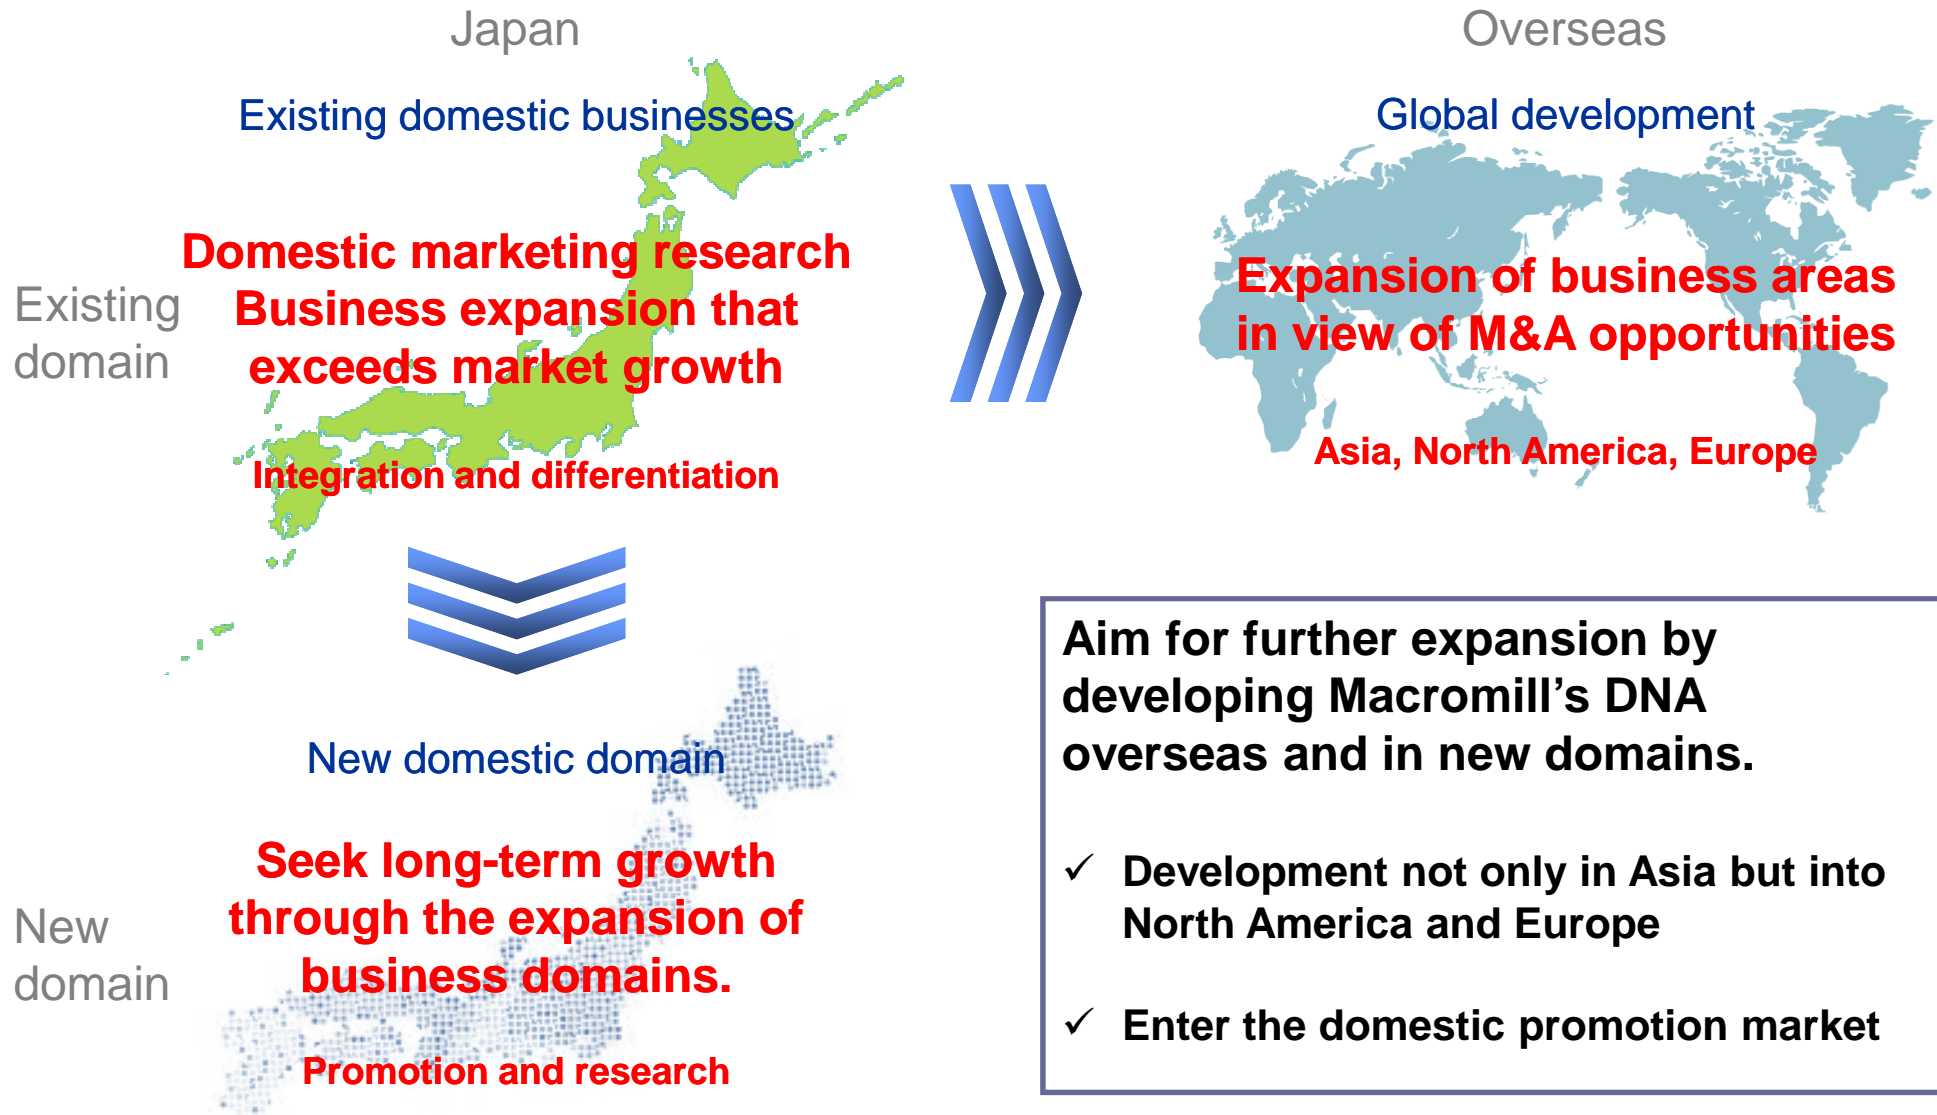 Japan
Overseas
Existing domestic businesses
Global development
Existing
domain
Domestic marketing research
Business expansion that
exceeds market growth
Integration and differentiation
Expansion of business areas
in view of M&A opportunities
Asia, North America, Europe
New domestic domain
New
domain
Seek long-term growth
through the expansion of
business domains.
Promotion and research
Aim for further expansion by
developing Macromill’s DNA
overseas and in new domains.
✓ Development not only in Asia but into
North America and Europe
✓ Enter the domestic promotion market